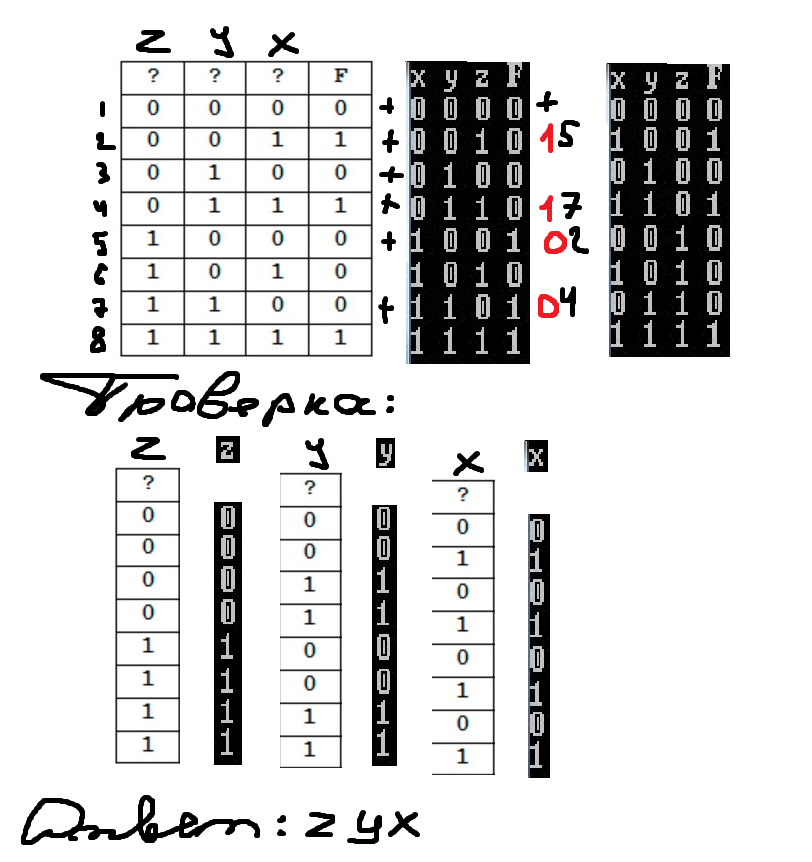 z y x
? ? ? F x y z F x y z F
1 0 0 0 0 + 0 0 0 0 + 0 0 0 0
2 0 0 1 1 + 0 0 1 0 15 1 0 0 1
3 0 1 0 0 + 0 1 0 0 0 1 0 0
4 0 1 1 1 + 0 1 1 0 17 1 1 0 1
5 1 0 0 0 + 1 0 0 1 02 0 0 1 0
6 1 0 1 0 1 0 1 0 1 0 1 0
7 1 1 0 0 + 1 1 0 1 04 0 1 1 0
8 1 1 1 1 1 1 1 1 1 1 1 1
Проверка:
z z y y x x
? ? ?
0 0 0 0 0 0
0 0 0 0 1 1
0 0 1 1 0 0
0 0 1 1 1 1
1 1 0 0 0 0
1 1 0 0 1 1
1 1 1 1 0 0
1 1 1 1 1 1
Ответ: z y x